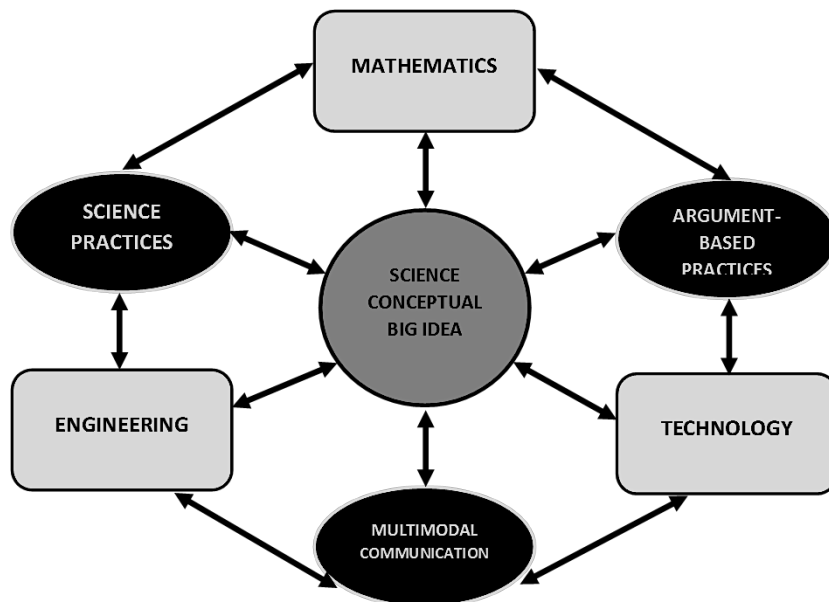 MATHEMATICS
SCIENCE
PRACTICES
ARGUMENT-
BASED
PRACTICES
SCIENCE
CONCEPTUAL
BIG IDEA
ENGINEERING
TECHNOLOGY
MULTIMODAL
COMMUNICATION